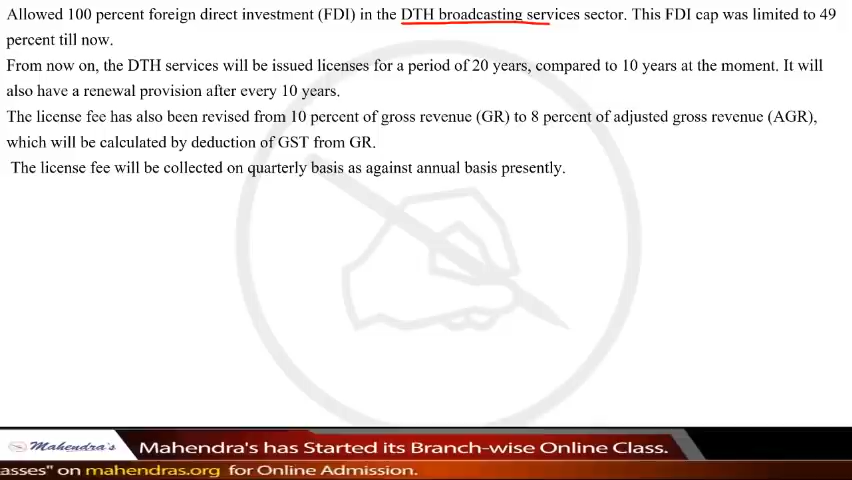 Allowed 100 percent foreign direct investment (FDI) in the DTH broadcasting services sector. This FDI cap was limited to 49
percent till now.
From now on, the DTH services will be issued licenses for a period of 20 years, compared to 10 years at the moment. It will
also have a renewal provision after every 10 years.
The license fee has also been revised from 10 percent of gross revenue (GR) to 8 percent of adjusted gross revenue (AGR),
which will be calculated by deduction of GST from GR.
The license fee will be collected on quarterly basis as against annual basis presently.
Mahendra's
Mahendra's has Started its Branch-wise Online Class.
asses" on mahendras.org for Online Admission.